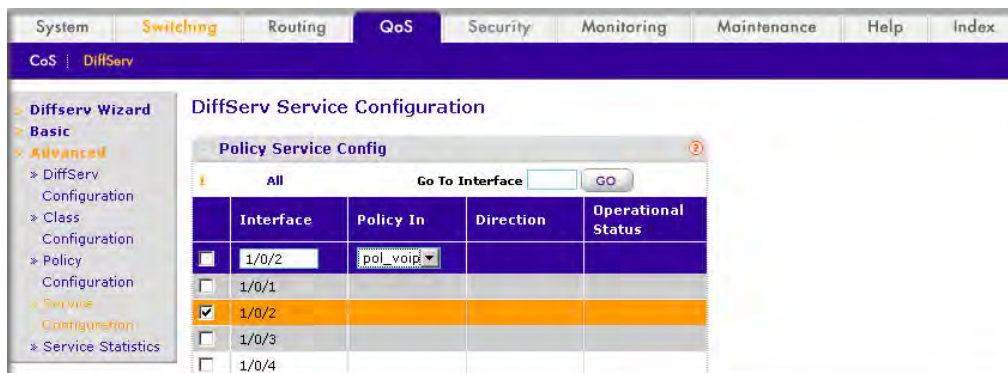 System Switching Routing QoS Security Monitoring Maintenance Help Index
CoS | DiffServ
Diffserv Wizard
Basic
Advanced
» DiffServ
Configuration
» Class
Configuration
» Policy
Configuration
» Service
Configuration
» Service Statistics
DiffServ Service Configuration
Policy Service Config ?
1 All Go To Interface GO
Interface Policy In Direction Operational
Status
1/0/2 pol_voip
1/0/1
1/0/2
1/0/3
1/0/4